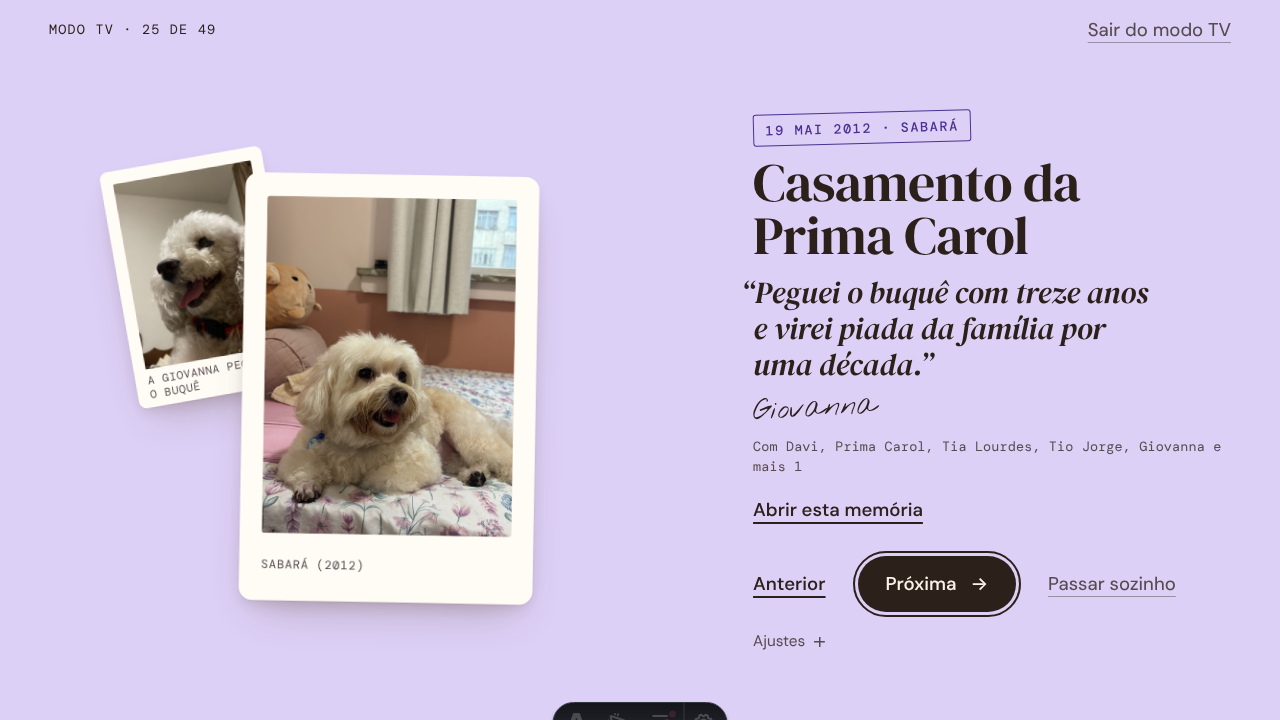 MODO TV · 25 DE 49
Sair do modo TV
19 MAI 2012 · SABARÁ
Casamento da
Prima Carol
“Peguei o buquê com treze anos
e virei piada da família por
uma década.”
Giovanna
Com Davi, Prima Carol, Tia Lourdes, Tio Jorge, Giovanna e
mais 1
Abrir esta memória
Anterior
Próxima →
Passar sozinho
Ajustes +
A GIOVANNA
O BUQUÊ
SABARÁ (2012)